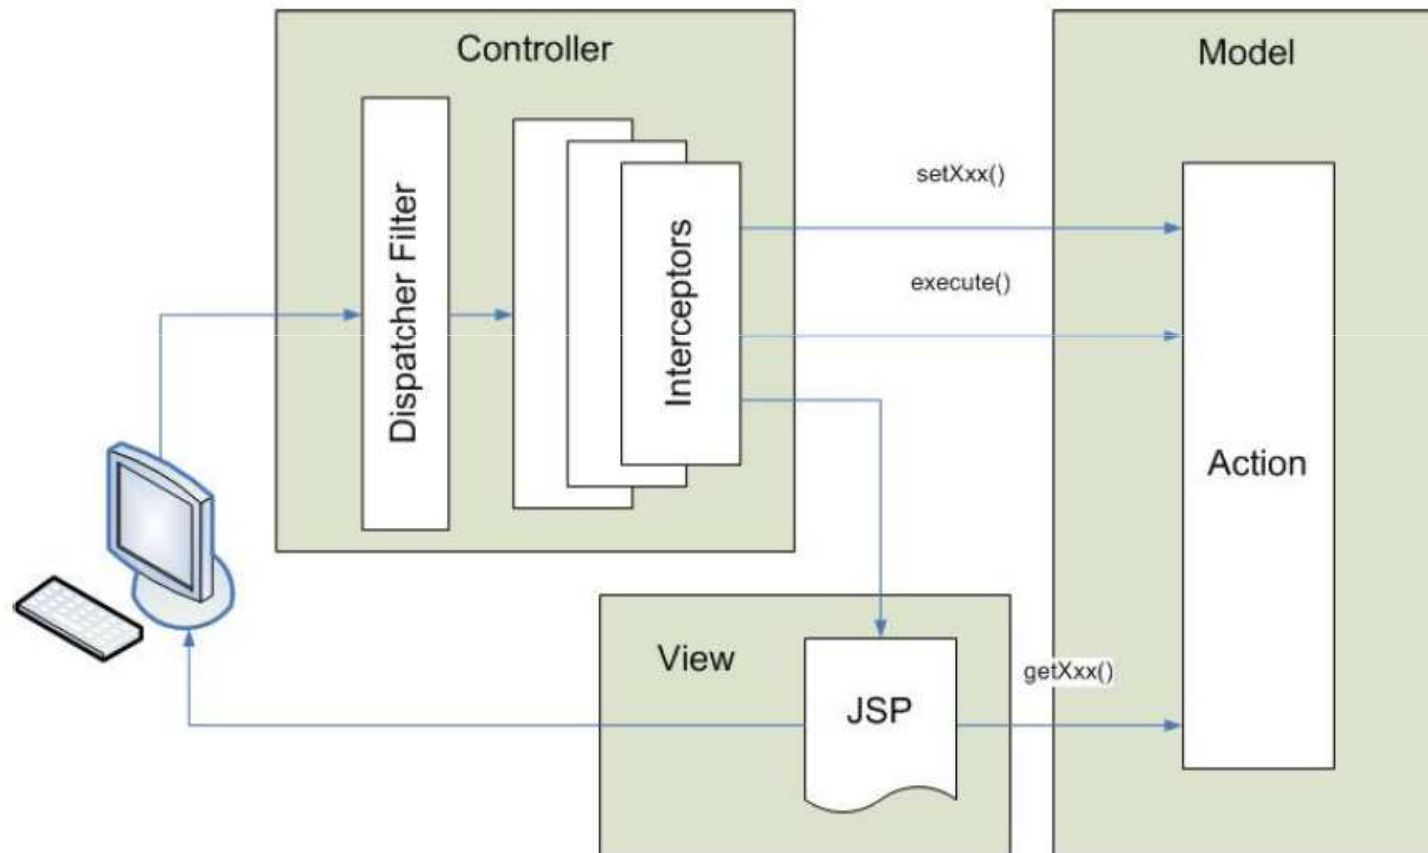 Controller
Model
Dispatcher Filter
Interceptors
setXxx()
execute()
Action
View
JSP
getXxx()